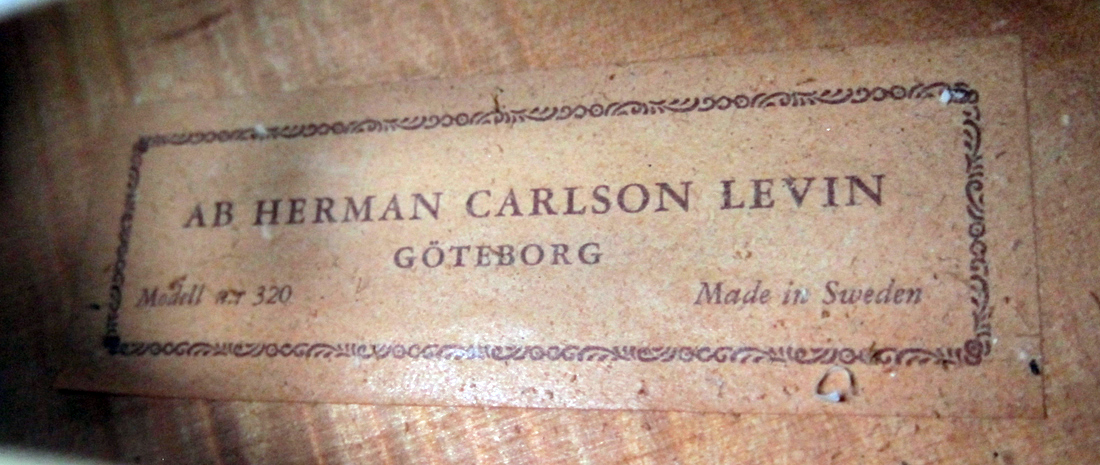 AB HERMAN CARLSON LEVIN
GÖTEBORG
Modell nr 320 Made in Sweden